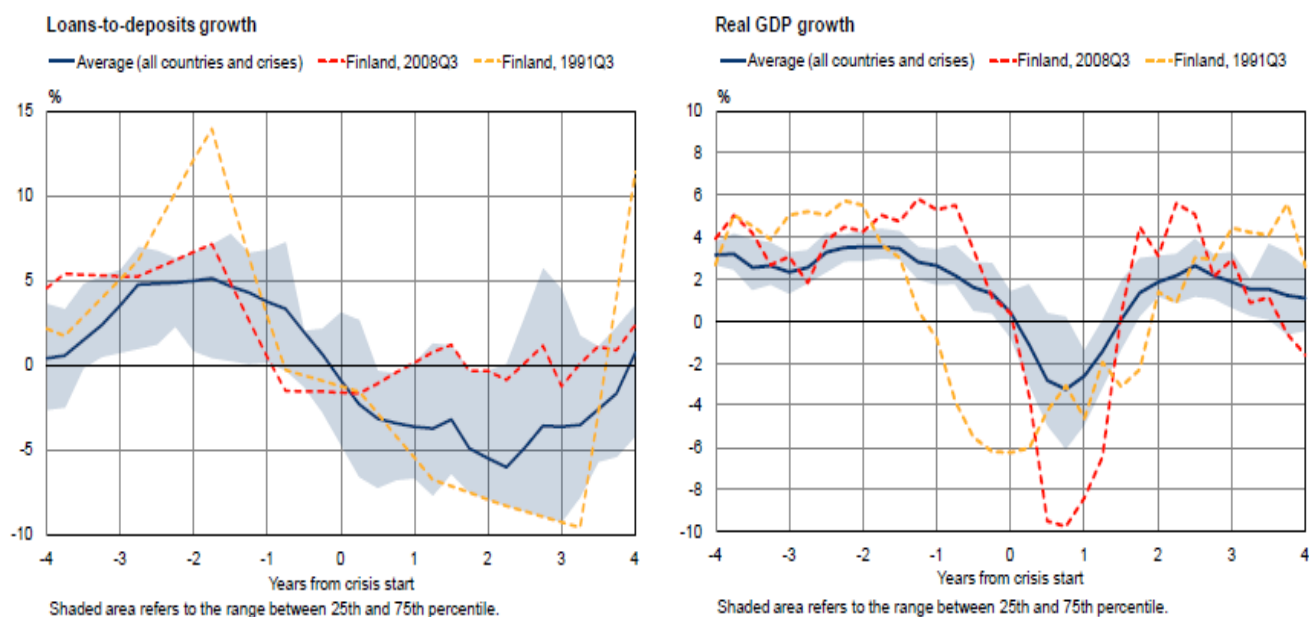 Loans-to-deposits growth
Average (all countries and crises) Finland, 2008Q3 Finland, 1991Q3
%
15
10
5
0
-5
-10
-4 -3 -2 -1 0 1 2 3 4
Years from crisis start
Shaded area refers to the range between 25th and 75th percentile.
Real GDP growth
Average (all countries and crises) Finland, 2008Q3 Finland, 1991Q3
%
10
8
6
4
2
0
-2
-4
-6
-8
-10
-4 -3 -2 -1 0 1 2 3 4
Years from crisis start
Shaded area refers to the range between 25th and 75th percentile.